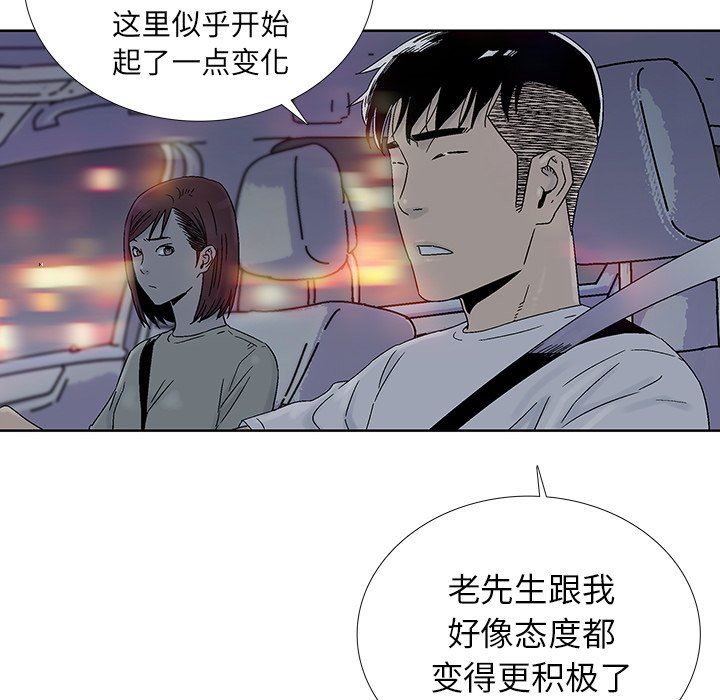 这里似乎开始
起了一点变化
老先生跟我
好像态度都
变得更积极了